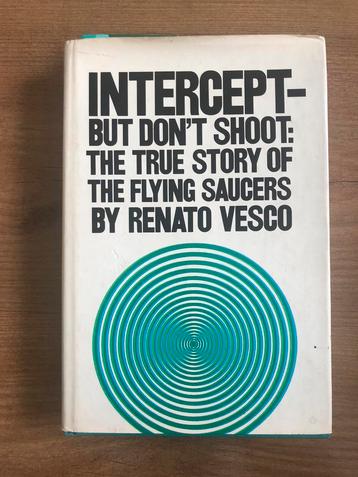 INTERCEPT-
BUT DON'T SHOOT:
THE TRUE STORY OF
THE FLYING SAUCERS
BY RENATO VESCO